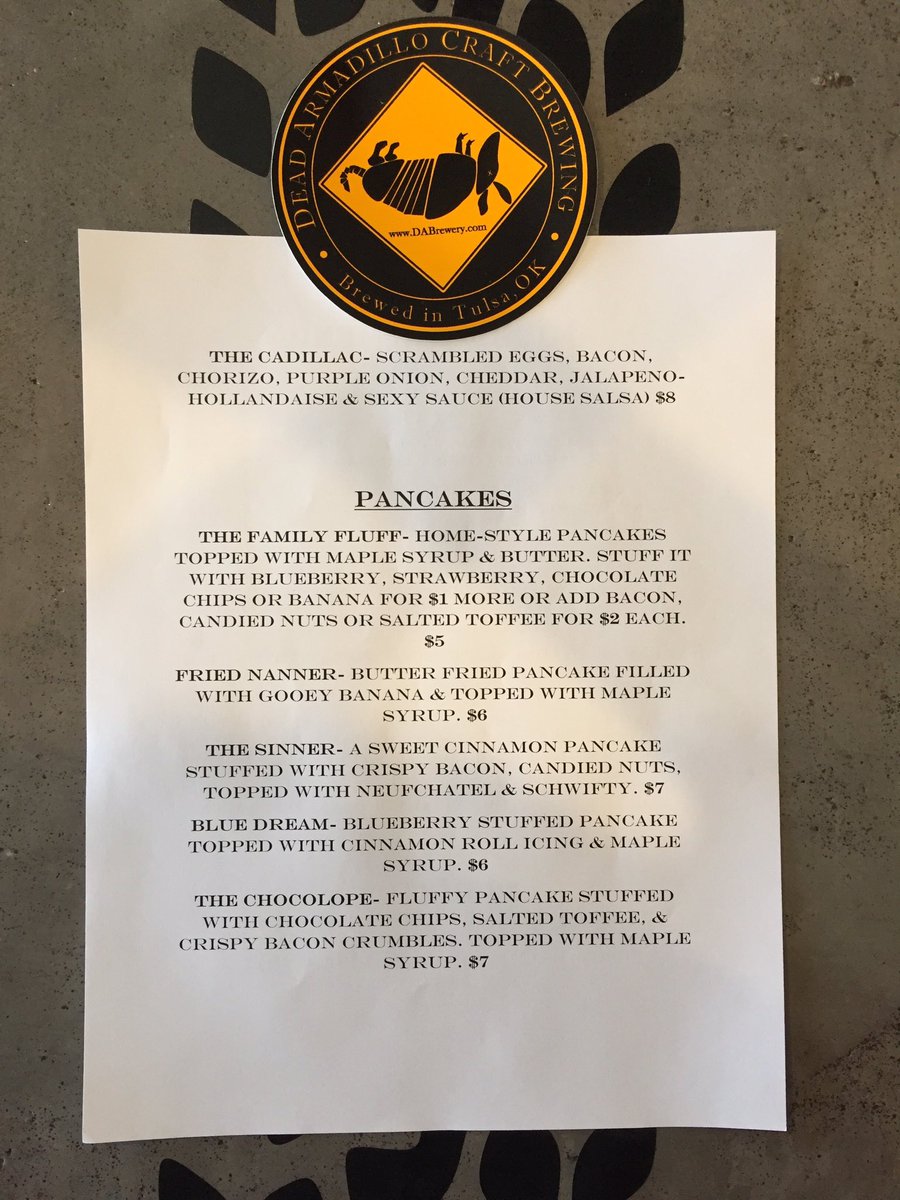 DEAD ARMADILLO CRAFT BREWING
www.DABrewery.com
Brewed in Tulsa, OK
THE CADILLAC- SCRAMBLED EGGS, BACON,
CHORIZO, PURPLE ONION, CHEDDAR, JALAPENO-
HOLLANDAISE & SEXY SAUCE (HOUSE SALSA) $8
PANCAKES
THE FAMILY FLUFF- HOME-STYLE PANCAKES
TOPPED WITH MAPLE SYRUP & BUTTER. STUFF IT
WITH BLUEBERRY, STRAWBERRY, CHOCOLATE
CHIPS OR BANANA FOR $1 MORE OR ADD BACON,
CANDIED NUTS OR SALTED TOFFEE FOR $2 EACH.
$5
FRIED NANNER- BUTTER FRIED PANCAKE FILLED
WITH GOOEY BANANA & TOPPED WITH MAPLE
SYRUP. $6
THE SINNER- A SWEET CINNAMON PANCAKE
STUFFED WITH CRISPY BACON, CANDIED NUTS,
TOPPED WITH NEUFCHATEL & SCHWIFTY. $7
BLUE DREAM- BLUEBERRY STUFFED PANCAKE
TOPPED WITH CINNAMON ROLL ICING & MAPLE
SYRUP. $6
THE CHOCOLOPE- FLUFFY PANCAKE STUFFED
WITH CHOCOLATE CHIPS, SALTED TOFFEE, &
CRISPY BACON CRUMBLES. TOPPED WITH MAPLE
SYRUP. $7